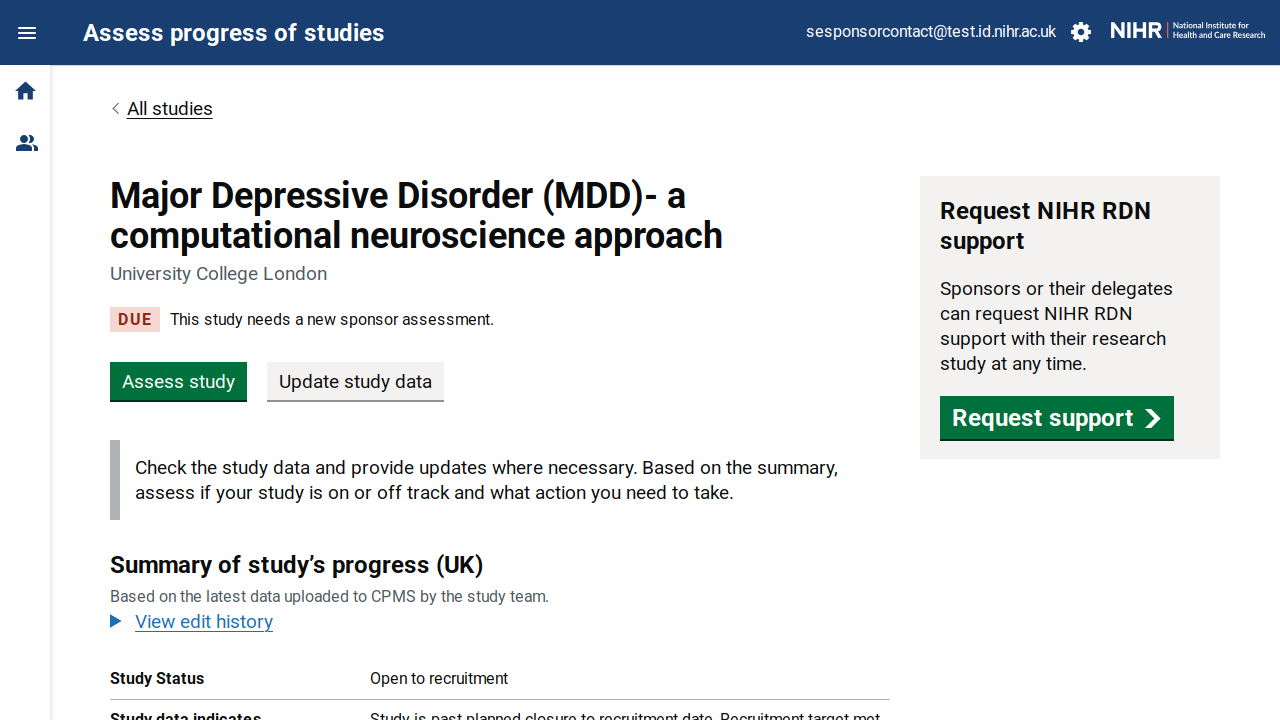 Assess progress of studies
sesponsorcontact@test.id.nihr.ac.uk
NIHR | National Institute for
Health and Care Research
All studies
Major Depressive Disorder (MDD)- a
computational neuroscience approach
University College London
DUE This study needs a new sponsor assessment.
Assess study Update study data
Check the study data and provide updates where necessary. Based on the summary,
assess if your study is on or off track and what action you need to take.
Summary of study’s progress (UK)
Based on the latest data uploaded to CPMS by the study team.
View edit history
Study Status Open to recruitment
Study data indicates Study is past planned closure to recruitment date, Recruitment target met
Request NIHR RDN
support
Sponsors or their delegates
can request NIHR RDN
support with their research
study at any time.
Request support